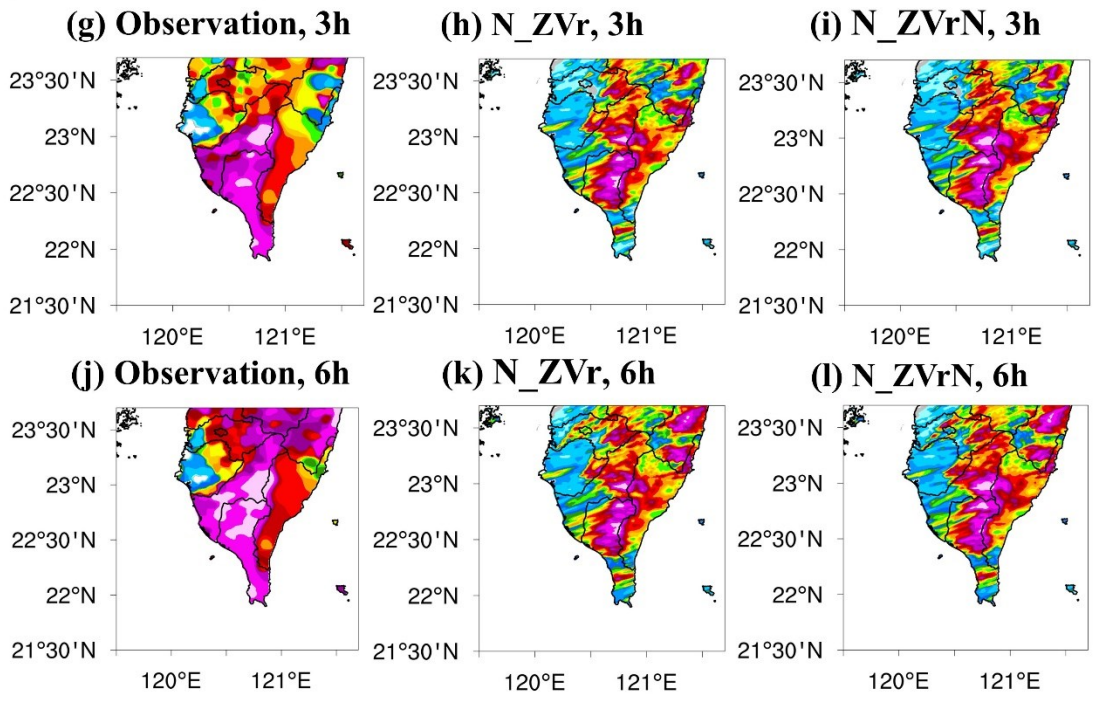 (g) Observation, 3h
(h) N_ZVr, 3h
(i) N_ZVrN, 3h
23°30'N
23°N
22°30'N
22°N
21°30'N
120°E
121°E
23°30'N
23°N
22°30'N
22°N
21°30'N
120°E
121°E
23°30'N
23°N
22°30'N
22°N
21°30'N
120°E
121°E
(j) Observation, 6h
(k) N_ZVr, 6h
(l) N_ZVrN, 6h
23°30'N
23°N
22°30'N
22°N
21°30'N
120°E
121°E
23°30'N
23°N
22°30'N
22°N
21°30'N
120°E
121°E
23°30'N
23°N
22°30'N
22°N
21°30'N
120°E
121°E